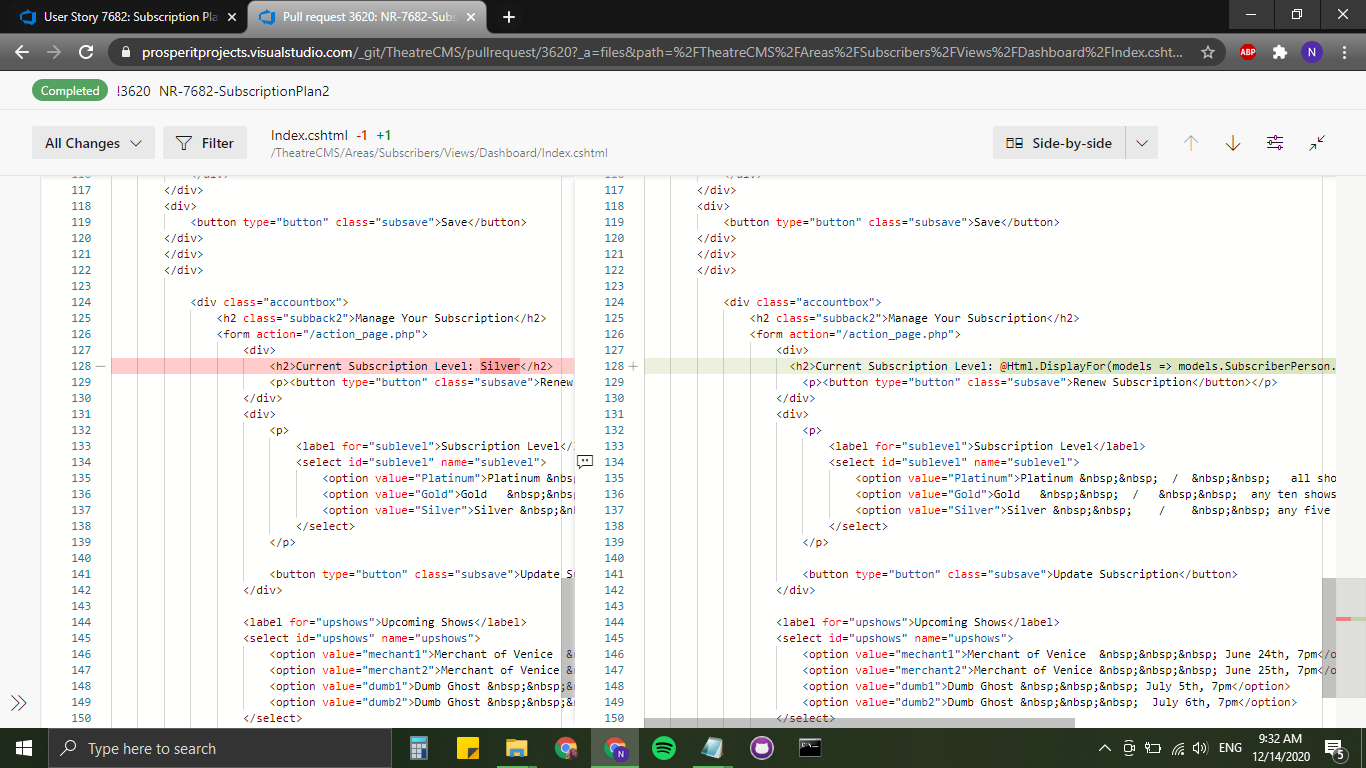 User Story 7682: Subscription Pla
Pull request 3620: NR-7682-Subs
prosperitprojects.visualstudio.com/_git/TheatreCMS/pullrequest/3620?_a=files&path=%2FTheatreCMS%2FAreas%2FSubscribers%2FViews%2FDashboard%2FIndex.csht...
ABP
N
Completed !3620 NR-7682-SubscriptionPlan2
All Changes
Filter
Index.cshtml -1 +1
/TheatreCMS/Areas/Subscribers/Views/Dashboard/Index.cshtml
Side-by-side
117 </div>
118 <div>
119 <button type="button" class="subsave">Save</button>
120 </div>
121 </div>
122 </div>
123
124 <div class="accountbox">
125 <h2 class="subback2">Manage Your Subscription</h2>
126 <form action="/action_page.php">
127 <div>
128 — <h2>Current Subscription Level: Silver</h2>
129 <p><button type="button" class="subsave">Renew
130 </div>
131 <div>
132 <p>
133 <label for="sublevel">Subscription Level</
134 <select id="sublevel" name="sublevel">
135 <option value="Platinum">Platinum &nbs
136 <option value="Gold">Gold &nbsp;&nb
137 <option value="Silver">Silver &nbsp;&n
138 </select>
139 </p>
140
141 <button type="button" class="subsave">Update S
142 </div>
143
144 <label for="upshows">Upcoming Shows</label>
145 <select id="upshows" name="upshows">
146 <option value="mechant1">Merchant of Venice &
147 <option value="merchant2">Merchant of Venice &
148 <option value="dumb1">Dumb Ghost &nbsp;&nbsp;&
149 <option value="dumb2">Dumb Ghost &nbsp;&nbsp;&
150 </select>
117 </div>
118 <div>
119 <button type="button" class="subsave">Save</button>
120 </div>
121 </div>
122 </div>
123
124 <div class="accountbox">
125 <h2 class="subback2">Manage Your Subscription</h2>
126 <form action="/action_page.php">
127 <div>
128 + <h2>Current Subscription Level: @Html.DisplayFor(models => models.SubscriberPerson.
129 <p><button type="button" class="subsave">Renew Subscription</button></p>
130 </div>
131 <div>
132 <p>
133 <label for="sublevel">Subscription Level</label>
134 <select id="sublevel" name="sublevel">
135 <option value="Platinum">Platinum &nbsp;&nbsp; / &nbsp;&nbsp; all sho
136 <option value="Gold">Gold &nbsp;&nbsp; / &nbsp;&nbsp; any ten shows
137 <option value="Silver">Silver &nbsp;&nbsp; / &nbsp;&nbsp; any five
138 </select>
139 </p>
140
141 <button type="button" class="subsave">Update Subscription</button>
142 </div>
143
144 <label for="upshows">Upcoming Shows</label>
145 <select id="upshows" name="upshows">
146 <option value="mechant1">Merchant of Venice &nbsp;&nbsp;&nbsp; June 24th, 7pm</o
147 <option value="merchant2">Merchant of Venice &nbsp;&nbsp;&nbsp; June 25th, 7pm</
148 <option value="dumb1">Dumb Ghost &nbsp;&nbsp;&nbsp; July 5th, 7pm</option>
149 <option value="dumb2">Dumb Ghost &nbsp;&nbsp;&nbsp; July 6th, 7pm</option>
150 </select>
Type here to search
N
ENG
9:32 AM
12/14/2020
5